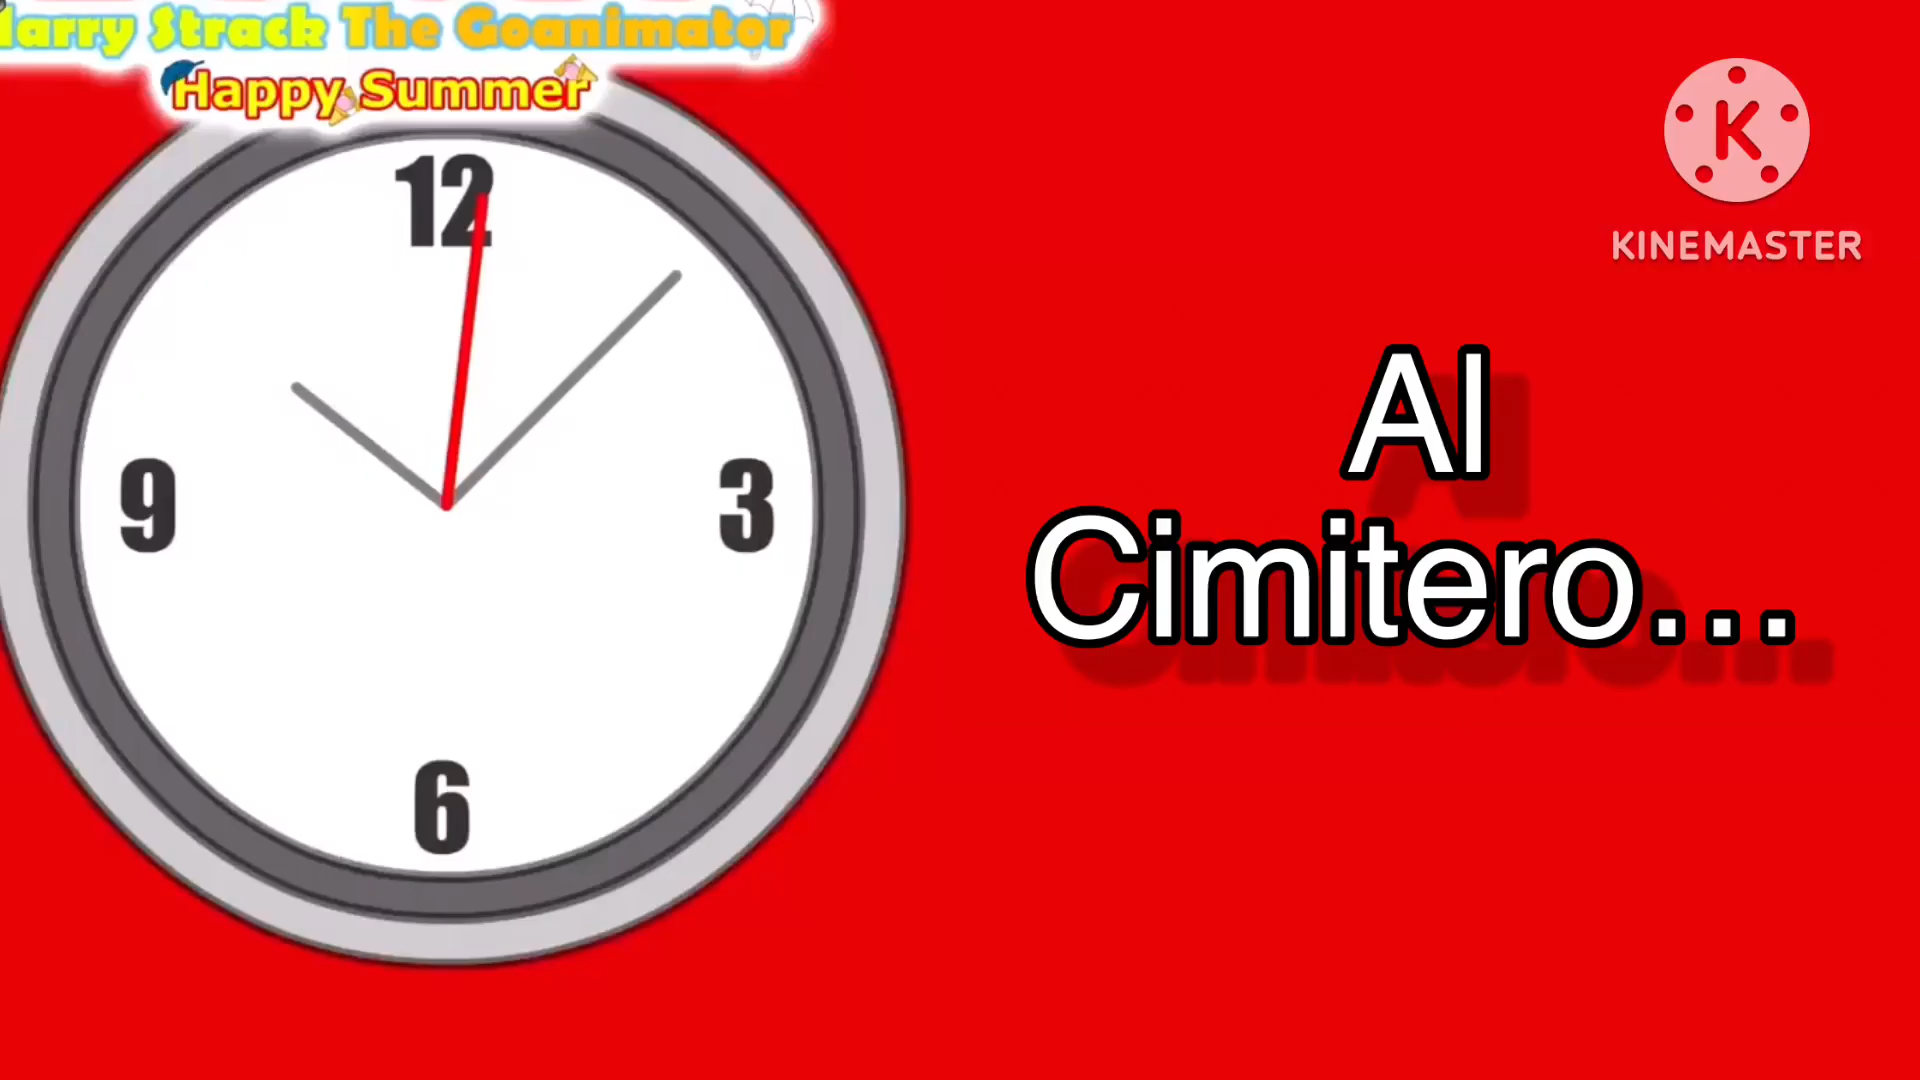 Harry Strack The Goanimator
Happy Summer
12
9
3
6
KINEMASTER
Al
Cimitero...